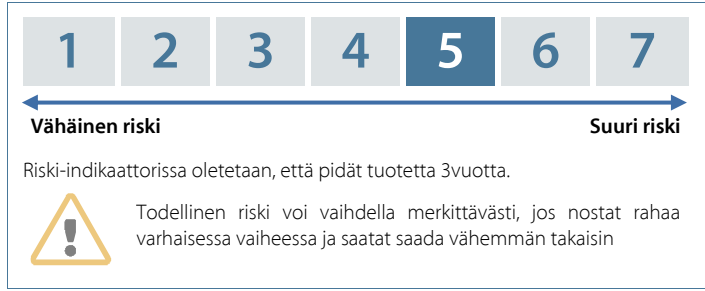 1 2 3 4 5 6 7
Vähäinen riski Suuri riski
Riski-indikaattorissa oletetaan, että pidät tuotetta 3vuotta.
Todellinen riski voi vaihdella merkittävästi, jos nostat rahaa
varhaisessa vaiheessa ja saatat saada vähemmän takaisin